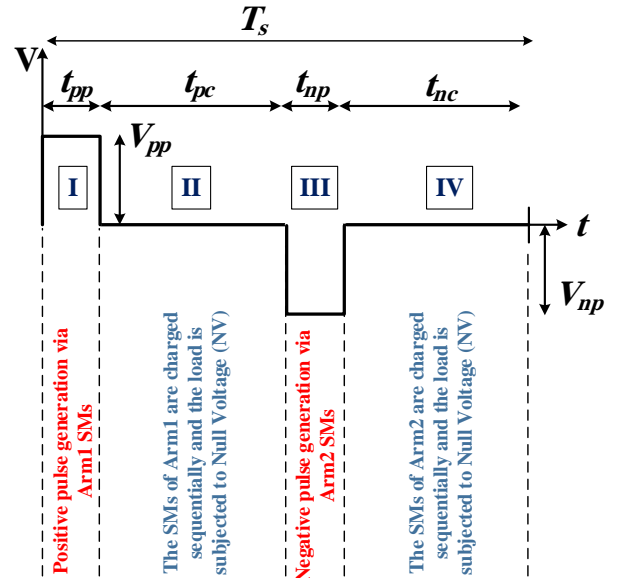 T_s
V
t_pp
t_pc
t_np
t_nc
V_pp
I
II
III
IV
t
V_np
Positive pulse generation via
Arm1 SMs
The SMs of Arm1 are charged
sequentially and the load is
subjected to Null Voltage (NV)
Negative pulse generation via
Arm2 SMs
The SMs of Arm2 are charged
sequentially and the load is
subjected to Null Voltage (NV)